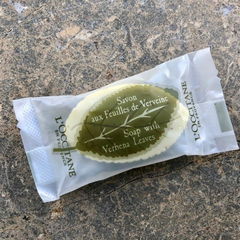 Savon
aux Feuilles de Verveine
Soap with
Verbena Leaves
L'OCCITANE
L'OCCITANE